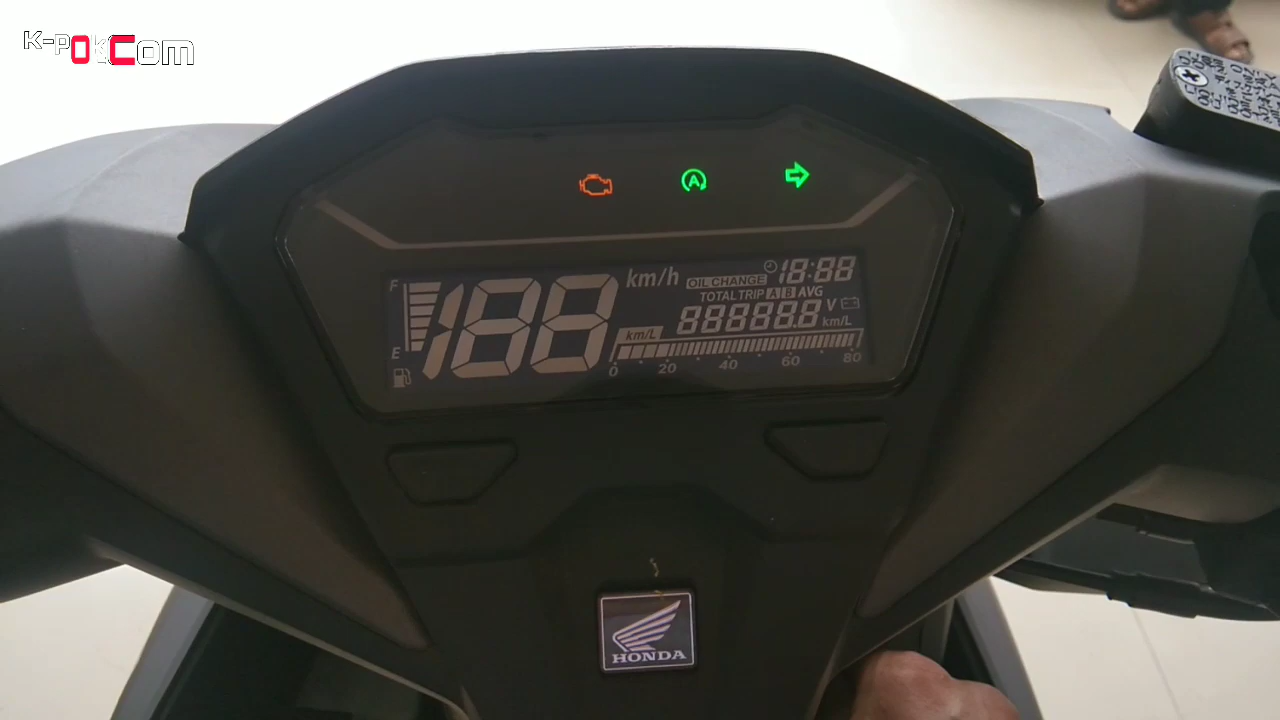 K-POKCom
F
km/h
OIL CHANGE 18:88
TOTAL TRIP A B AVG
188
888888.8 V
km/L
km/L
E
0 20 40 60 80
A
HONDA